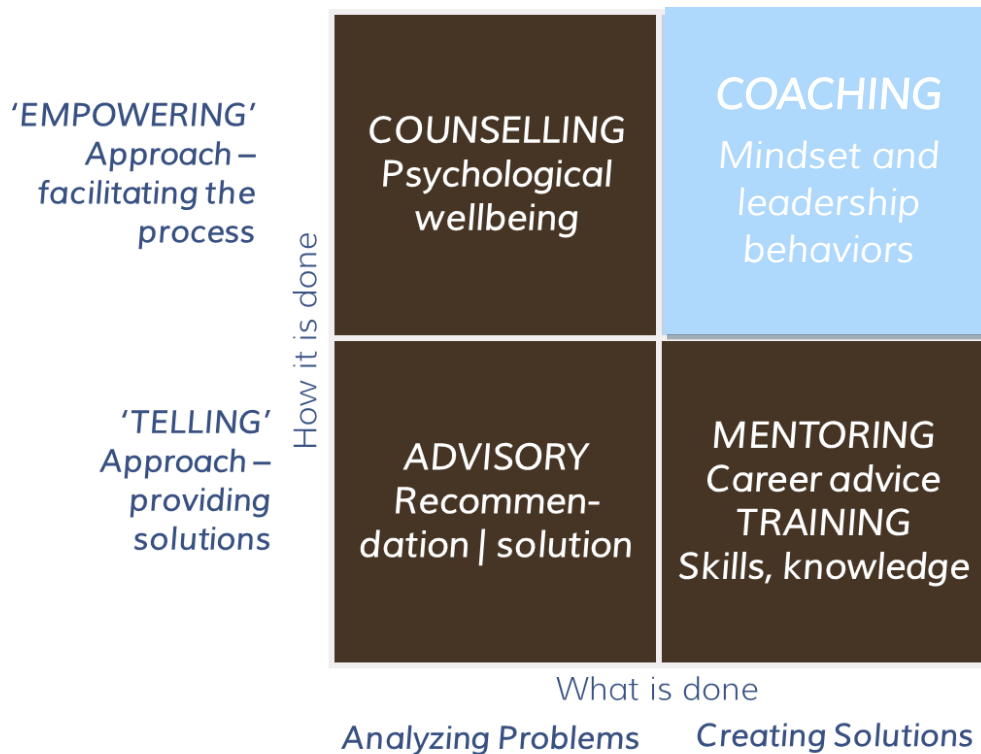 ‘EMPOWERING’
Approach –
facilitating the
process
COUNSELLING
Psychological
wellbeing
COACHING
Mindset and
leadership
behaviors
How it is done
‘TELLING’
Approach –
providing
solutions
ADVISORY
Recommen-
dation | solution
MENTORING
Career advice
TRAINING
Skills, knowledge
What is done
Analyzing Problems
Creating Solutions